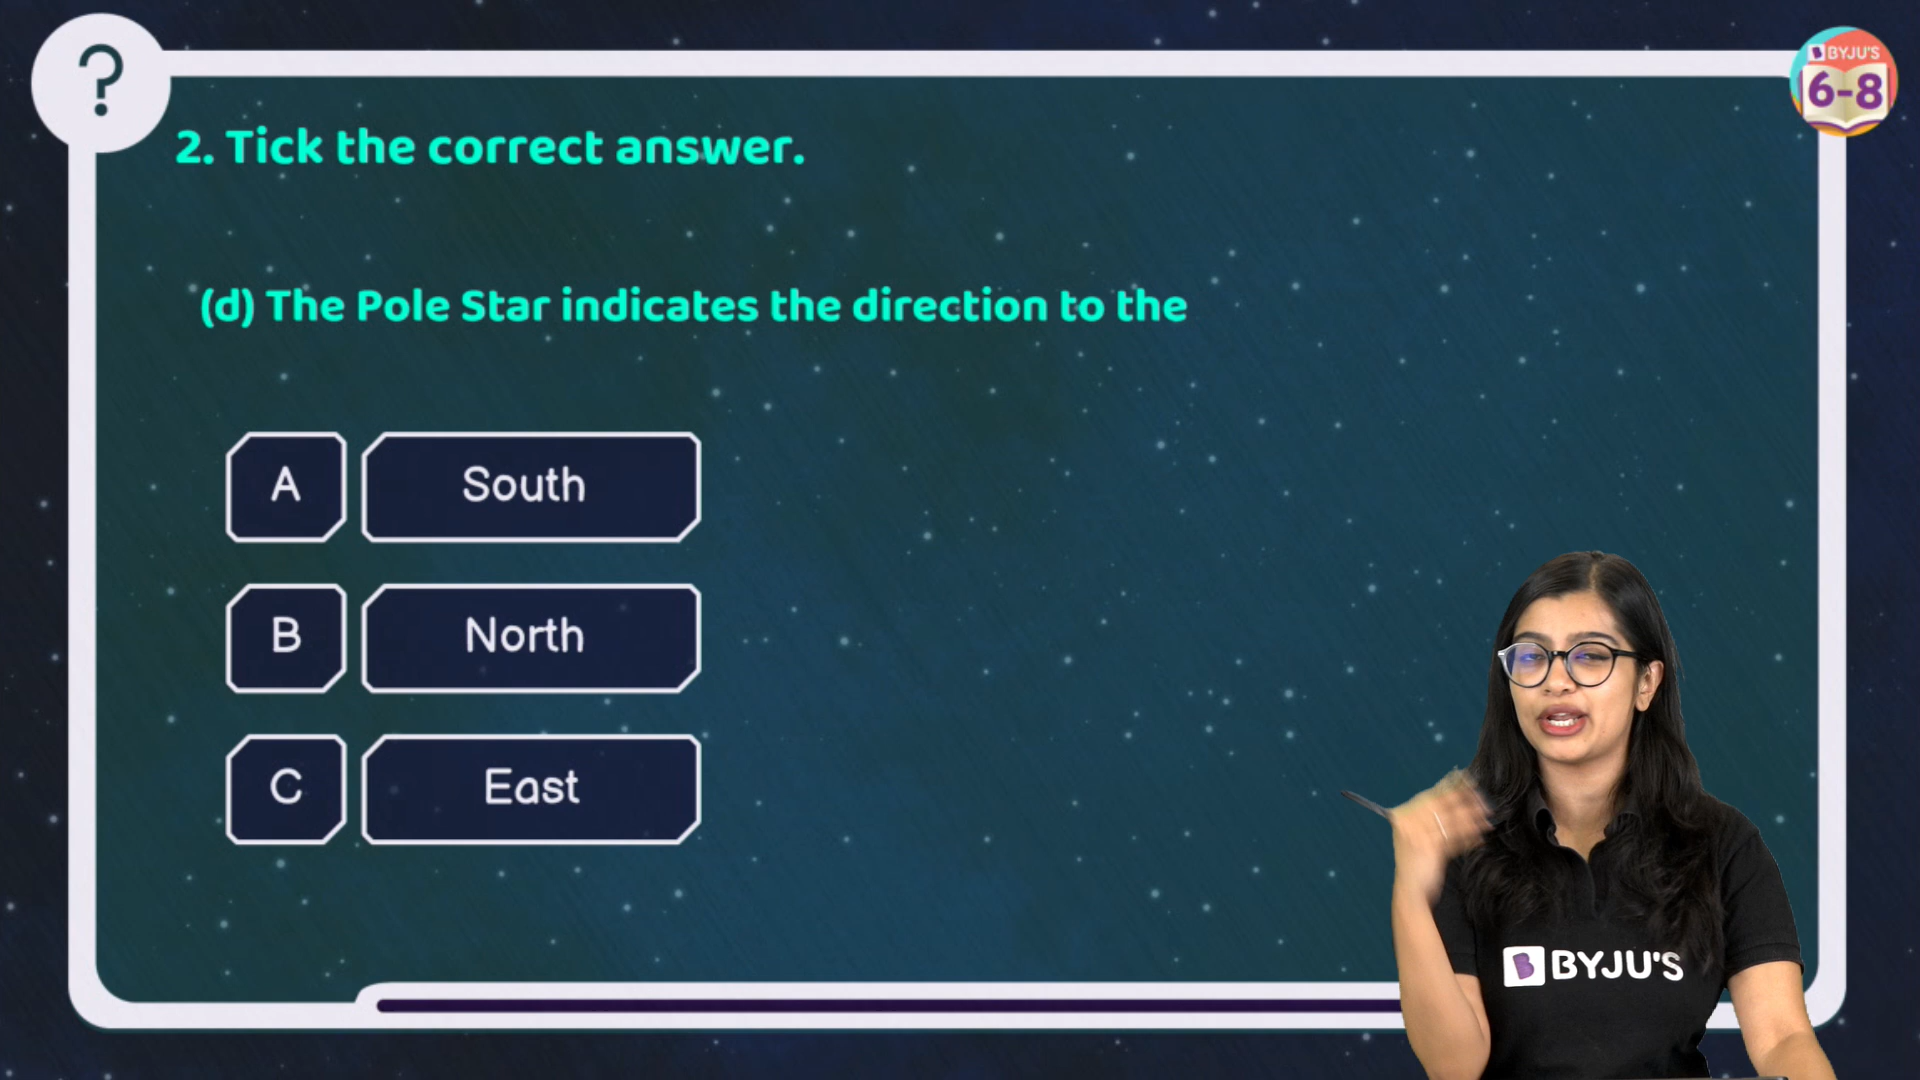 ?
BYJU'S
6-8
2. Tick the correct answer.
(d) The Pole Star indicates the direction to the
A South
B North
C East
B BYJU'S